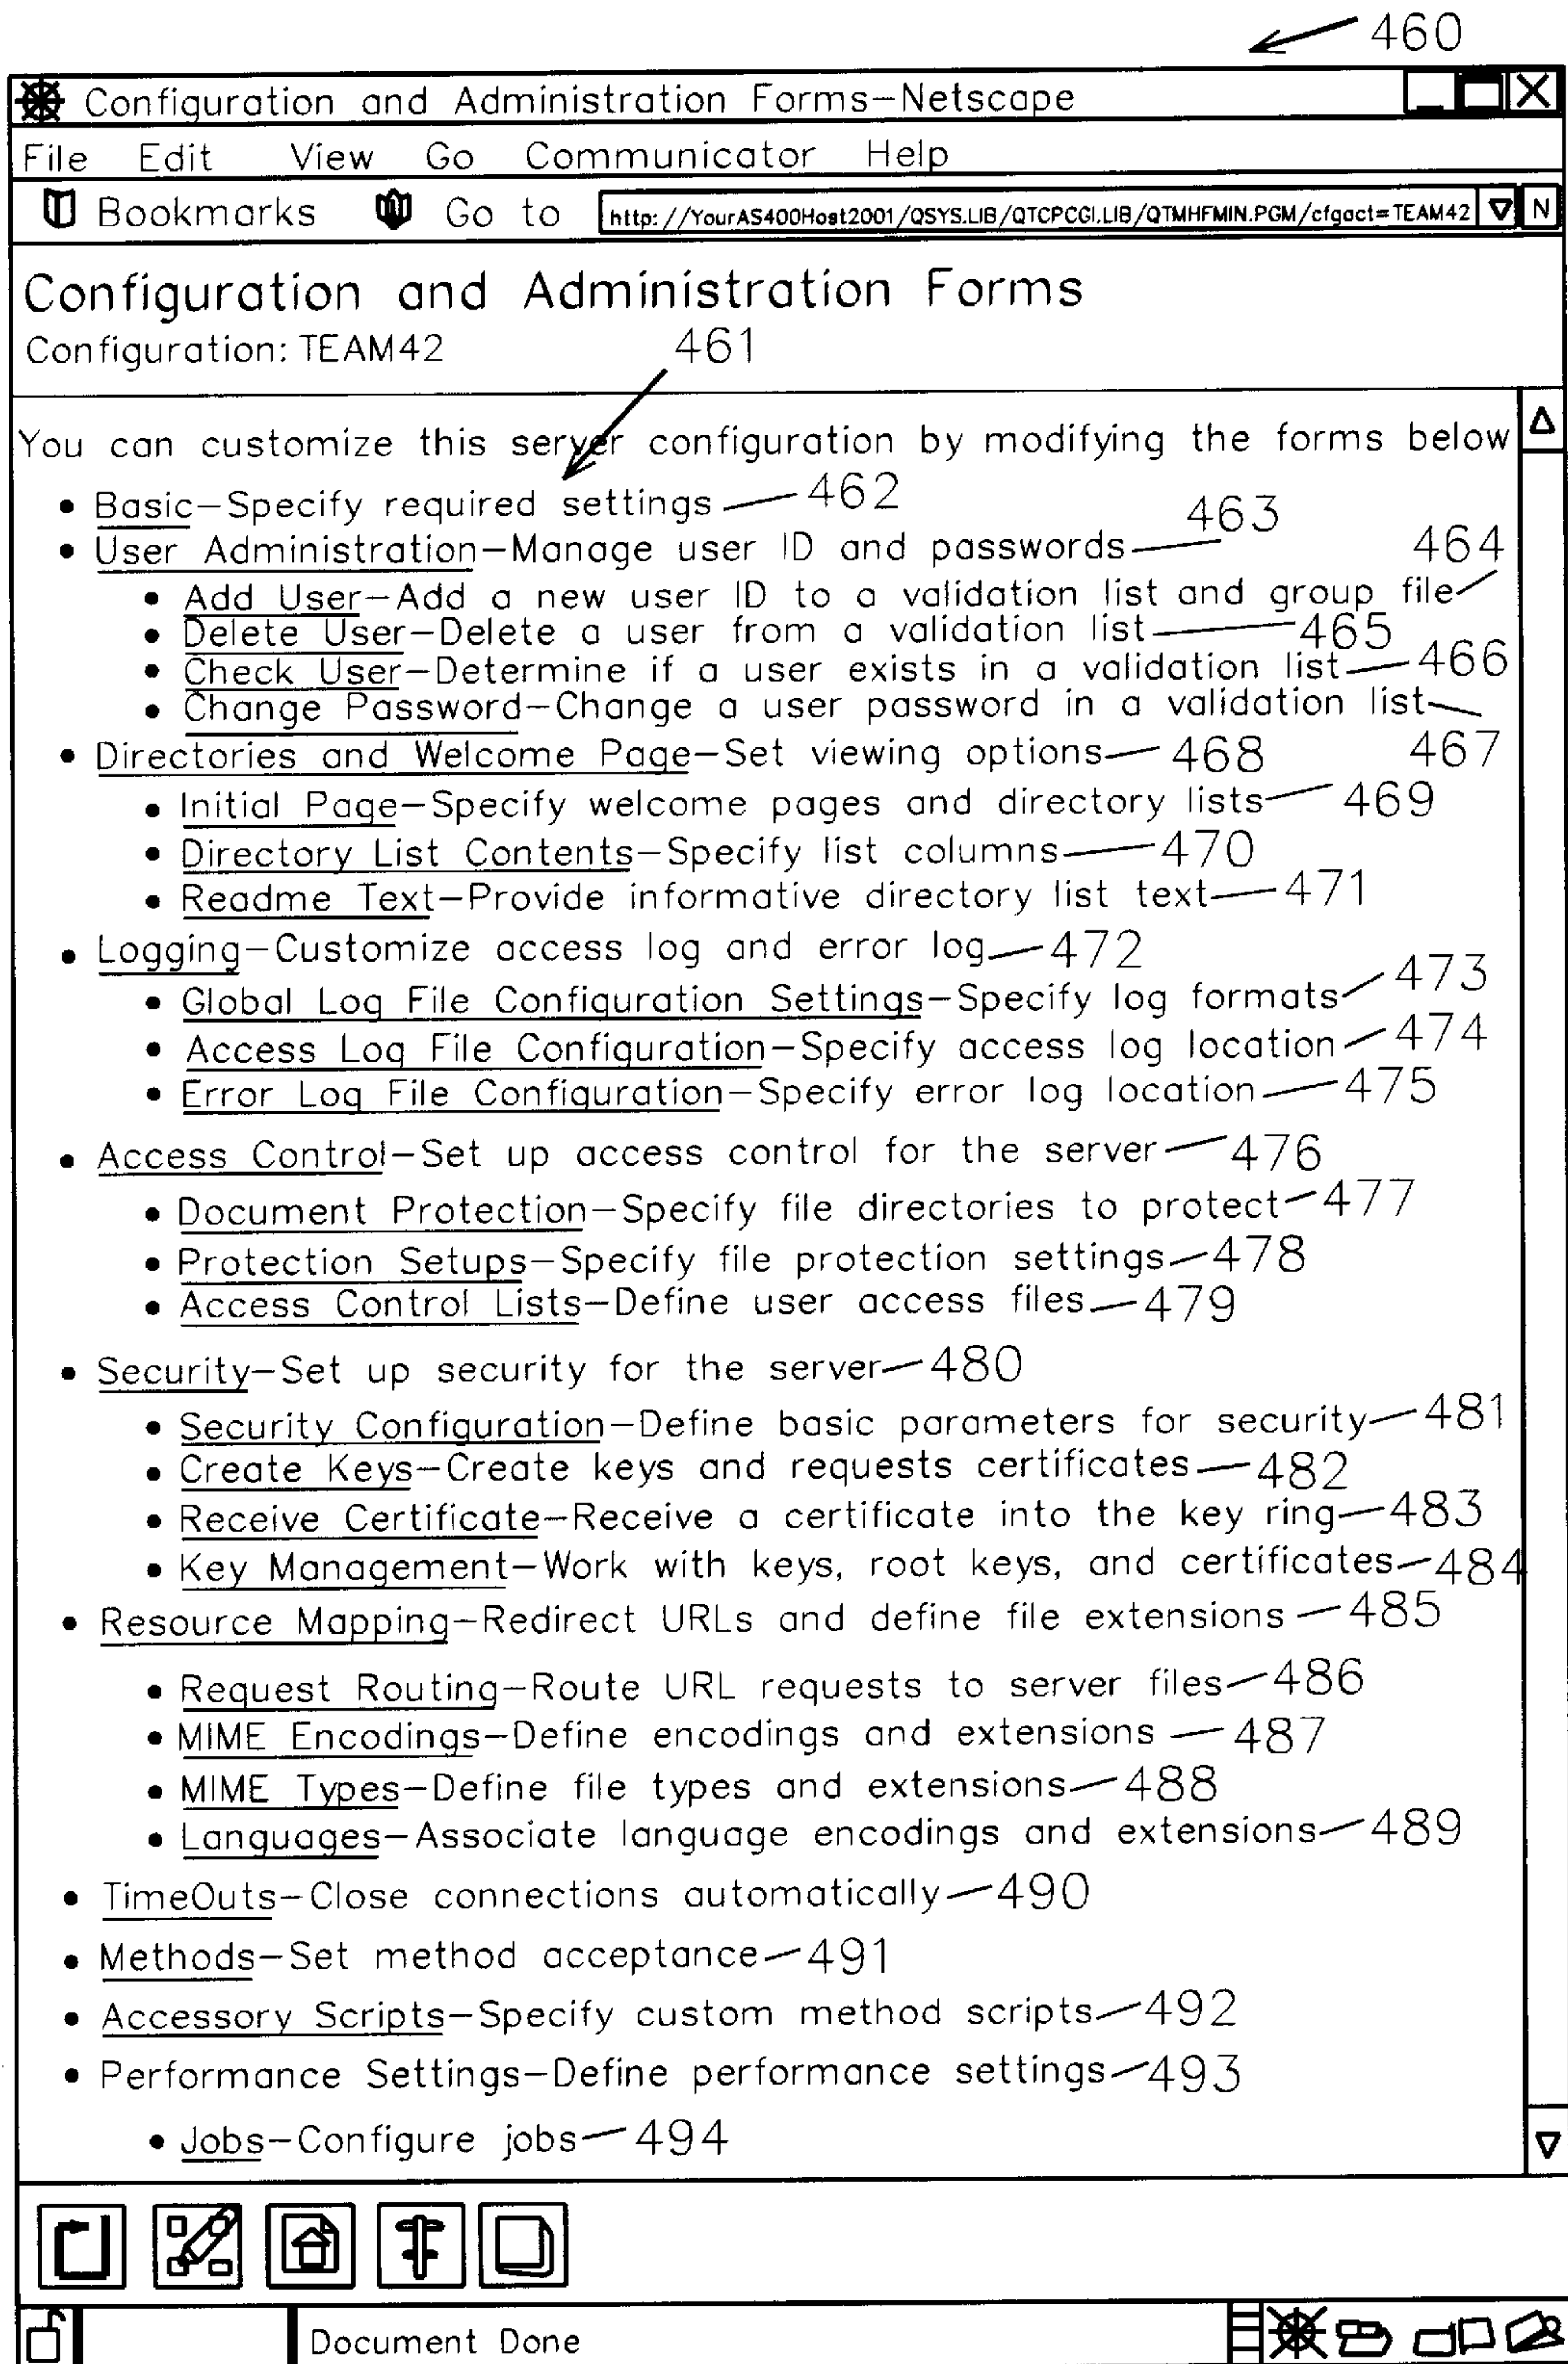 460
Configuration and Administration Forms-Netscape
File Edit View Go Communicator Help
Bookmarks Go to http://YourAS400Host2001/QSYS.LIB/QTCPCGI.LIB/QTMHFMIN.PGM/cfgact=TEAM42 N
Configuration and Administration Forms
Configuration: TEAM42 461
You can customize this server configuration by modifying the forms below
• Basic-Specify required settings 462
• User Administration-Manage user ID and passwords 463
• Add User-Add a new user ID to a validation list and group file 464
• Delete User-Delete a user from a validation list 465
• Check User-Determine if a user exists in a validation list 466
• Change Password-Change a user password in a validation list 467
• Directories and Welcome Page-Set viewing options 468
• Initial Page-Specify welcome pages and directory lists 469
• Directory List Contents-Specify list columns 470
• Readme Text-Provide informative directory list text 471
• Logging-Customize access log and error log 472
• Global Log File Configuration Settings-Specify log formats 473
• Access Log File Configuration-Specify access log location 474
• Error Log File Configuration-Specify error log location 475
• Access Control-Set up access control for the server 476
• Document Protection-Specify file directories to protect 477
• Protection Setups-Specify file protection settings 478
• Access Control Lists-Define user access files 479
• Security-Set up security for the server 480
• Security Configuration-Define basic parameters for security 481
• Create Keys-Create keys and requests certificates 482
• Receive Certificate-Receive a certificate into the key ring 483
• Key Management-Work with keys, root keys, and certificates 484
• Resource Mapping-Redirect URLs and define file extensions 485
• Request Routing-Route URL requests to server files 486
• MIME Encodings-Define encodings and extensions 487
• MIME Types-Define file types and extensions 488
• Languages-Associate language encodings and extensions 489
• TimeOuts-Close connections automatically 490
• Methods-Set method acceptance 491
• Accessory Scripts-Specify custom method scripts 492
• Performance Settings-Define performance settings 493
• Jobs-Configure jobs 494
Document Done